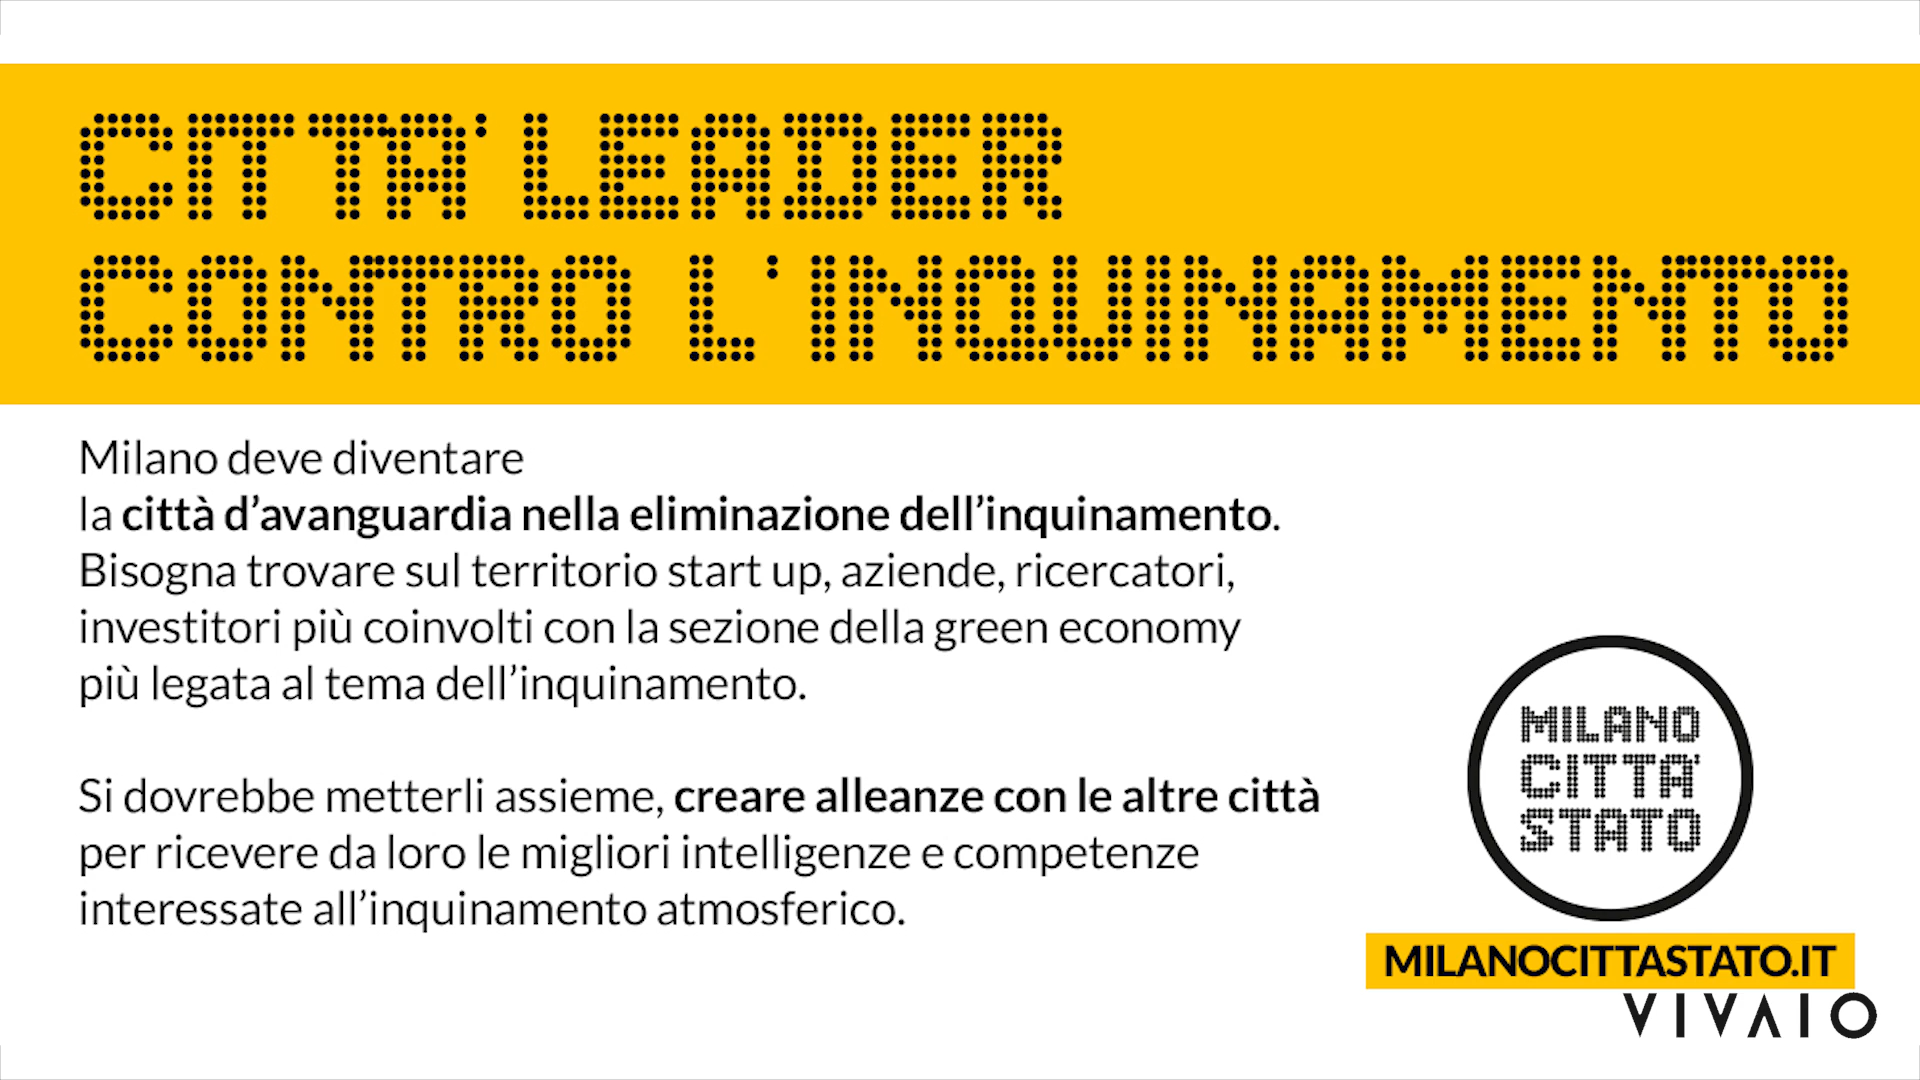 CITTA' LEADER
CONTRO L'INQUINAMENTO
Milano deve diventare
la città d’avanguardia nella eliminazione dell’inquinamento.
Bisogna trovare sul territorio start up, aziende, ricercatori,
investitori più coinvolti con la sezione della green economy
più legata al tema dell’inquinamento.
Si dovrebbe metterli assieme, creare alleanze con le altre città
per ricevere da loro le migliori intelligenze e competenze
interessate all’inquinamento atmosferico.
MILANO
CITTA'
STATO
MILANOCITTASTATO.IT
VIVAIO